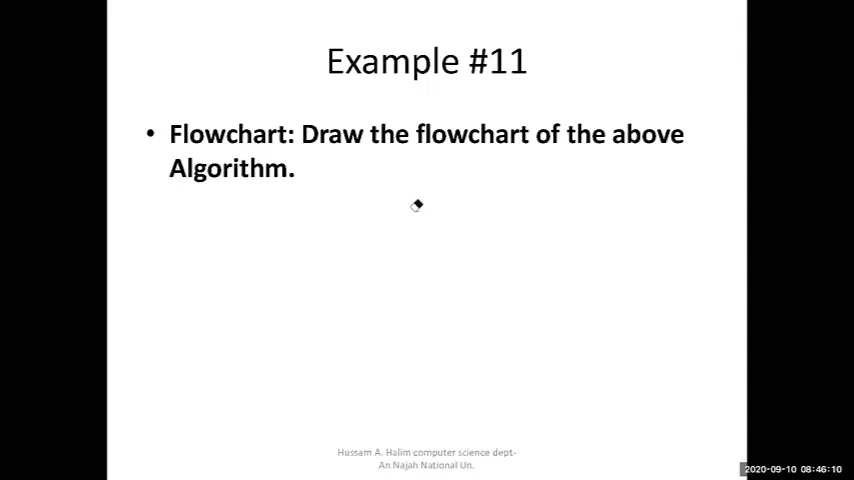 Example #11
• Flowchart: Draw the flowchart of the above
Algorithm.
Hussam A. Halim computer science dept-
An Najah National Un.
2020-09-10 08:46:10